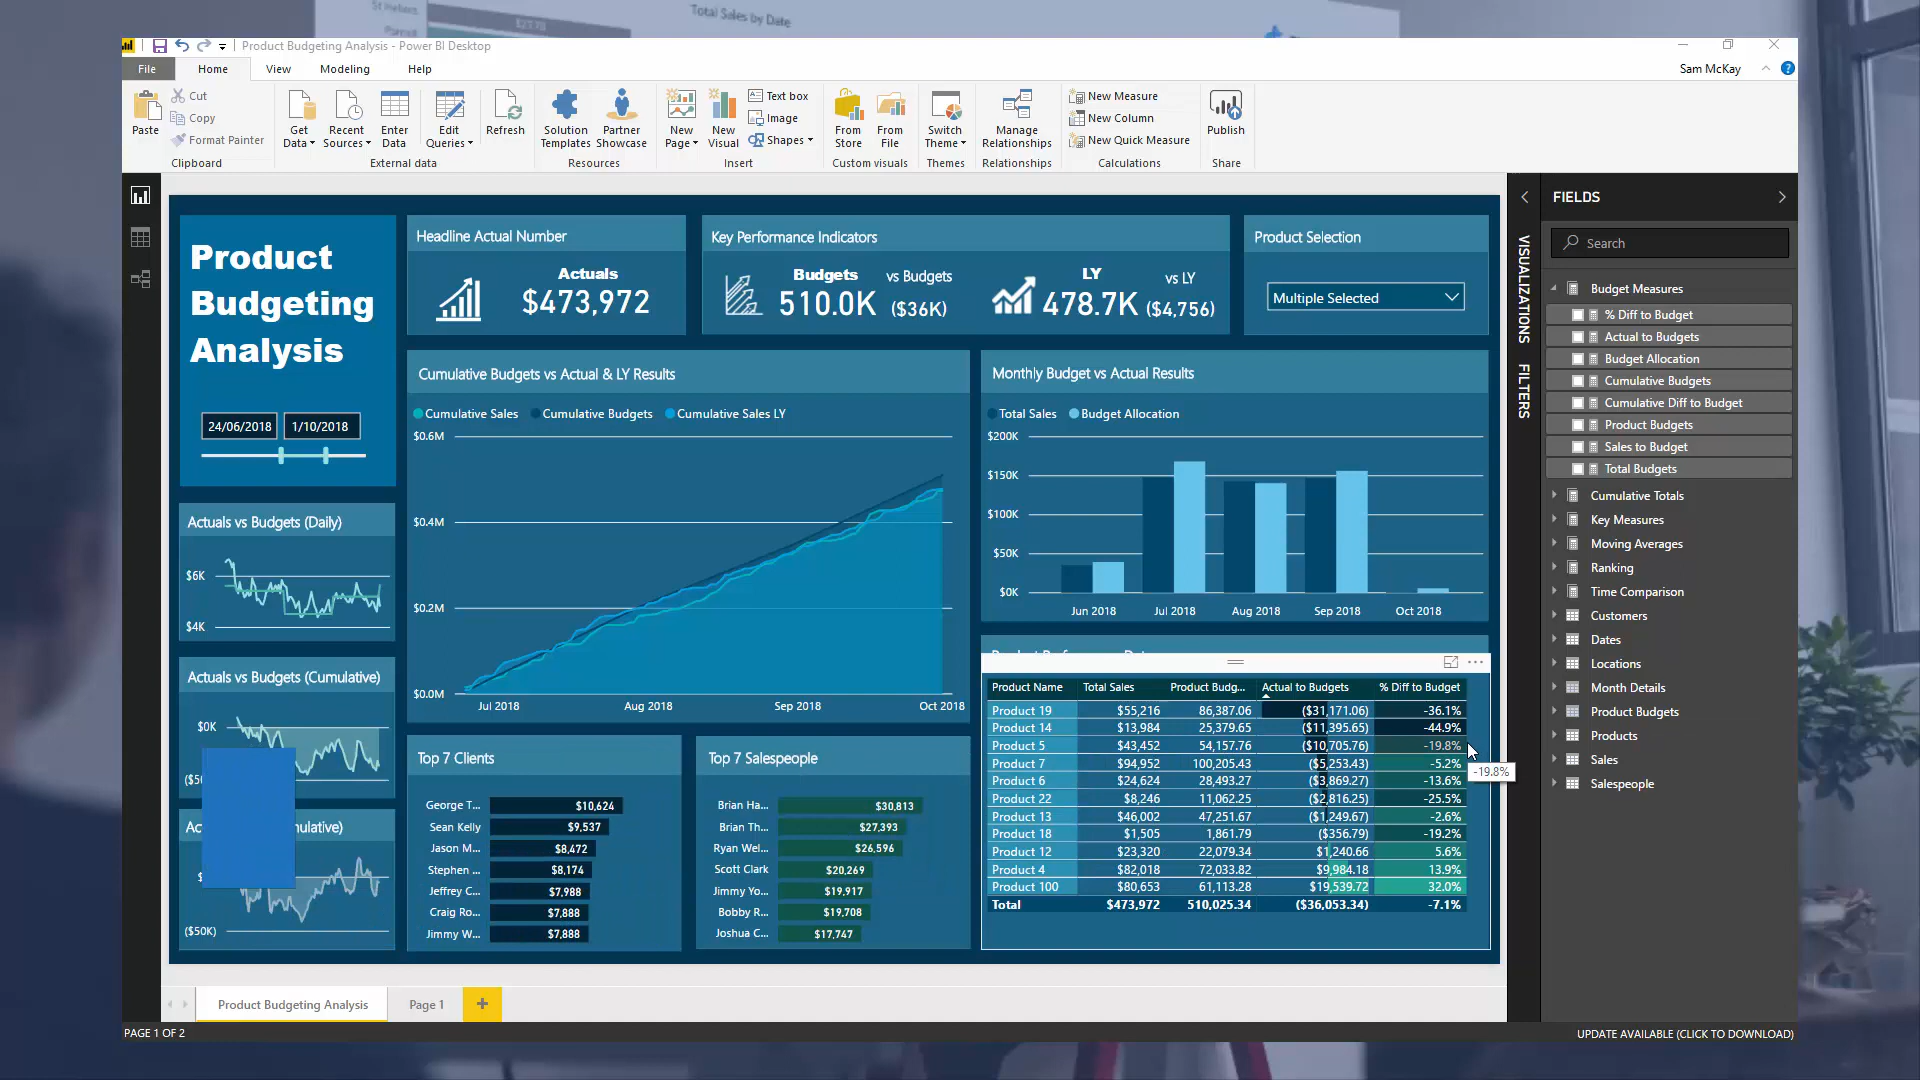 St Heliers
Total Sales by Date
Product Budgeting Analysis - Power BI Desktop
File
Home
View
Modeling
Help
Sam McKay
Paste
Cut
Copy
Format Painter
Clipboard
Get Data
Recent Sources
Enter Data
Edit Queries
External data
Refresh
Solution Templates
Partner Showcase
Resources
New Page
New Visual
Text box
Image
Shapes
Insert
From Store
From File
Custom visuals
Switch Theme
Themes
Manage Relationships
Relationships
New Measure
New Column
New Quick Measure
Calculations
Publish
Share
Product
Budgeting
Analysis
24/06/2018 1/10/2018
Headline Actual Number
Actuals
$473,972
Key Performance Indicators
Budgets
510.0K
vs Budgets
($36K)
LY
478.7K
vs LY
($4,756)
Product Selection
Multiple Selected
Actuals vs Budgets (Daily)
$6K
$4K
Actuals vs Budgets (Cumulative)
$0K
($5
Ac
mulative)
$
($50K)
Cumulative Budgets vs Actual & LY Results
Cumulative Sales Cumulative Budgets Cumulative Sales LY
$0.6M
$0.4M
$0.2M
$0.0M
Jul 2018 Aug 2018 Sep 2018 Oct 2018
Monthly Budget vs Actual Results
Total Sales Budget Allocation
$200K
$150K
$100K
$50K
$0K
Jun 2018 Jul 2018 Aug 2018 Sep 2018 Oct 2018
Top 7 Clients
George T... $10,624
Sean Kelly $9,537
Jason M... $8,472
Stephen ... $8,174
Jeffrey C... $7,988
Craig Ro... $7,888
Jimmy W... $7,888
Top 7 Salespeople
Brian Ha... $30,813
Brian Th... $27,393
Ryan Wel... $26,596
Scott Clark $20,269
Jimmy Yo... $19,917
Bobby R... $19,708
Joshua C... $17,747
Product Name Total Sales Product Budg... Actual to Budgets % Diff to Budget
Product 19 $55,216 86,387.06 ($31,171.06) -36.1%
Product 14 $13,984 25,379.65 ($11,395.65) -44.9%
Product 5 $43,452 54,157.76 ($10,705.76) -19.8%
Product 7 $94,952 100,205.43 ($5,253.43) -5.2%
Product 6 $24,624 28,493.27 ($3,869.27) -13.6%
Product 22 $8,246 11,062.25 ($2,816.25) -25.5%
Product 13 $46,002 47,251.67 ($1,249.67) -2.6%
Product 18 $1,505 1,861.79 ($356.79) -19.2%
Product 12 $23,320 22,079.34 $1,240.66 5.6%
Product 4 $82,018 72,033.82 $9,984.18 13.9%
Product 100 $80,653 61,113.28 $19,539.72 32.0%
Total $473,972 510,025.34 ($36,053.34) -7.1%
-19.8%
VISUALIZATIONS
FILTERS
FIELDS
Search
Budget Measures
% Diff to Budget
Actual to Budgets
Budget Allocation
Cumulative Budgets
Cumulative Diff to Budget
Product Budgets
Sales to Budget
Total Budgets
Cumulative Totals
Key Measures
Moving Averages
Ranking
Time Comparison
Customers
Dates
Locations
Month Details
Product Budgets
Products
Sales
Salespeople
Product Budgeting Analysis
Page 1
+
PAGE 1 OF 2
UPDATE AVAILABLE (CLICK TO DOWNLOAD)